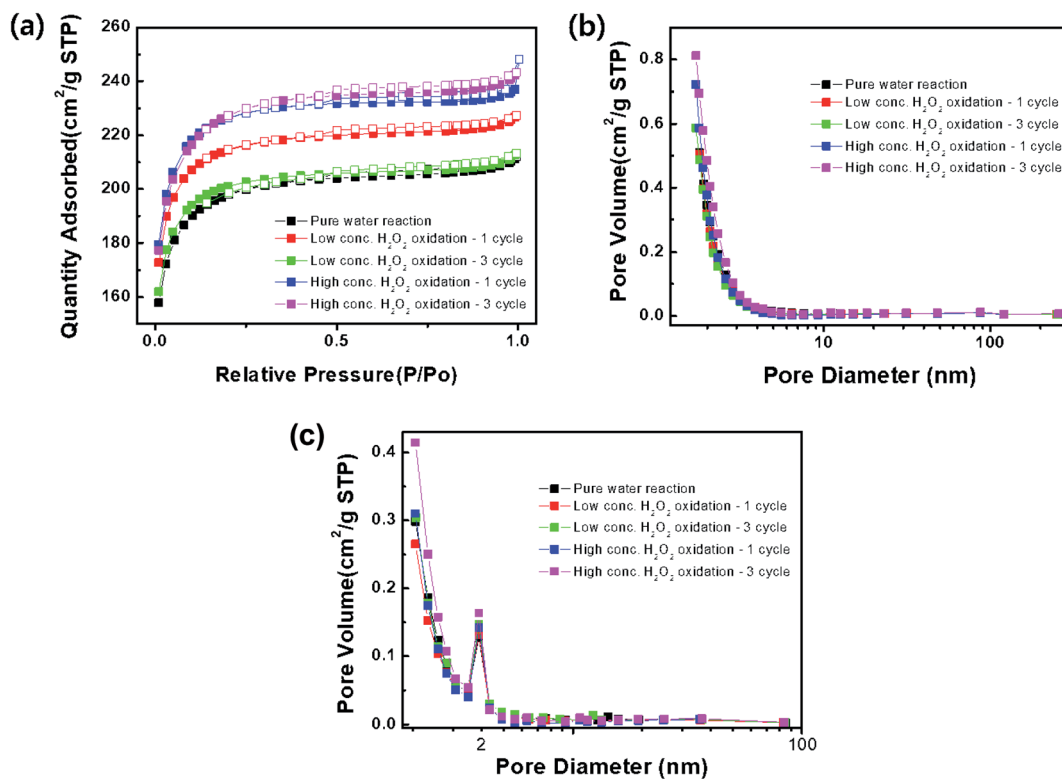 (a)
Quantity Adsorbed(cm²/g STP)
260
240
220
200
180
160
0.0
0.5
1.0
Relative Pressure(P/Po)
Pure water reaction
Low conc. H₂O₂ oxidation - 1 cycle
Low conc. H₂O₂ oxidation - 3 cycle
High conc. H₂O₂ oxidation - 1 cycle
High conc. H₂O₂ oxidation - 3 cycle
(b)
Pore Volume(cm²/g STP)
0.8
0.6
0.4
0.2
0.0
10
100
Pore Diameter (nm)
Pure water reaction
Low conc. H₂O₂ oxidation - 1 cycle
Low conc. H₂O₂ oxidation - 3 cycle
High conc. H₂O₂ oxidation - 1 cycle
High conc. H₂O₂ oxidation - 3 cycle
(c)
Pore Volume(cm²/g STP)
0.4
0.3
0.2
0.1
0.0
2
100
Pore Diameter (nm)
Pure water reaction
Low conc. H₂O₂ oxidation - 1 cycle
Low conc. H₂O₂ oxidation - 3 cycle
High conc. H₂O₂ oxidation - 1 cycle
High conc. H₂O₂ oxidation - 3 cycle